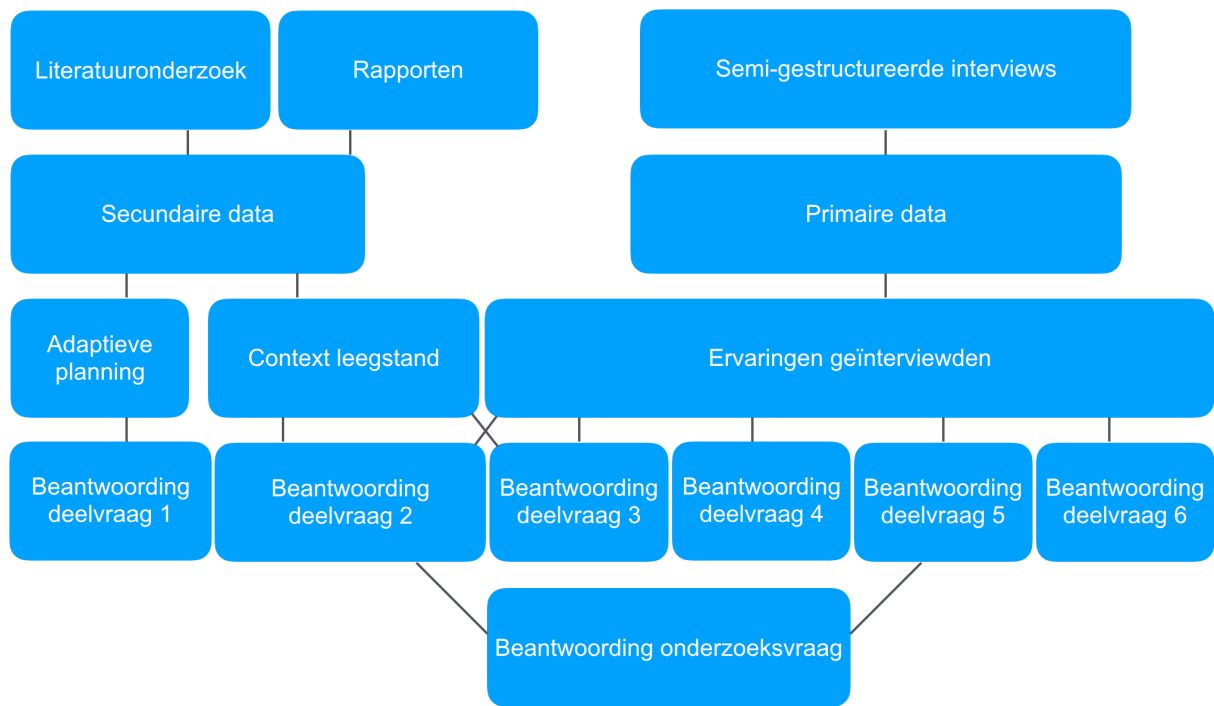 Literatuuronderzoek
Rapporten
Semi-gestructureerde interviews
Secundaire data
Primaire data
Adaptieve
planning
Context leegstand
Ervaringen geïnterviewden
Beantwoording
deelvraag 1
Beantwoording
deelvraag 2
Beantwoording
deelvraag 3
Beantwoording
deelvraag 4
Beantwoording
deelvraag 5
Beantwoording
deelvraag 6
Beantwoording onderzoeksvraag